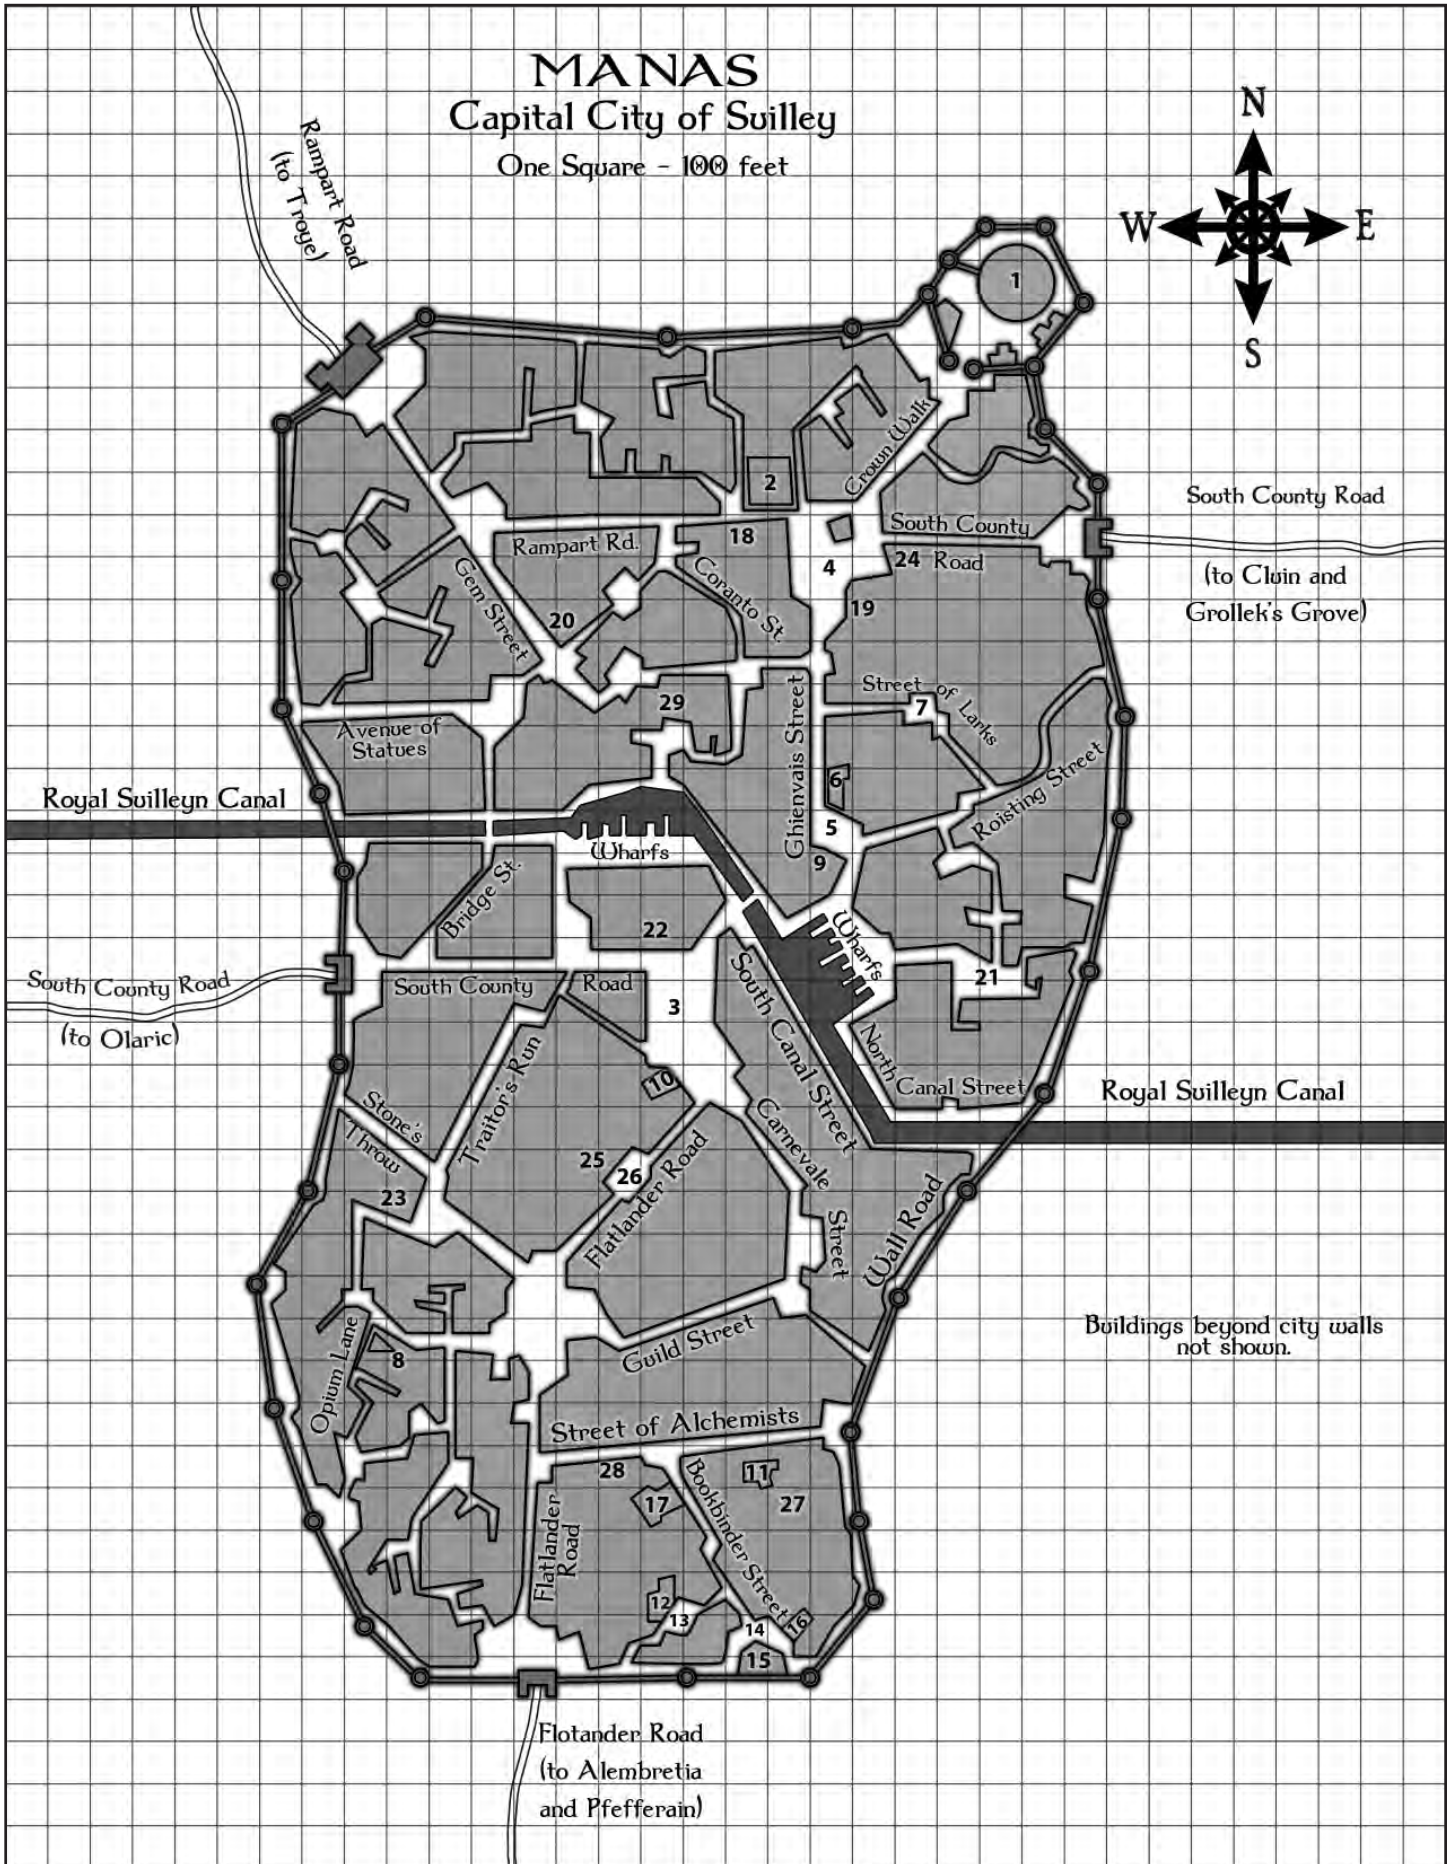 MANAS
Capital City of Suilley
One Square - 100 feet
N
W
E
S
Rampart Road
(to Troye)
1
2
Crown Walk
South County Road
(to Cluin and
Grollek's Grove)
South County
Road
24
18
Rampart Rd.
4
Coranto St.
19
20
Gem Street
Street of Larks
7
29
Avenue of
Statues
Ghienvais Street
Roisting Street
6
Royal Suilleyn Canal
5
Wharfs
9
Bridge St.
22
Wharfs
21
South County Road
(to Olaric)
South County Road
3
South Canal Street
North
Canal Street
Royal Suilleyn Canal
10
Traitor's Run
Stone's
Throw
Carnevale
Street
25
26
23
Flatlander Road
Wall Road
Guild Street
Buildings beyond city walls
not shown.
Opium Lane
8
Street of Alchemists
28
11
17
27
Bookbinder Street
Flatlander
Road
12
13
14
16
15
Flotander Road
(to Alembretia
and Pfefferain)